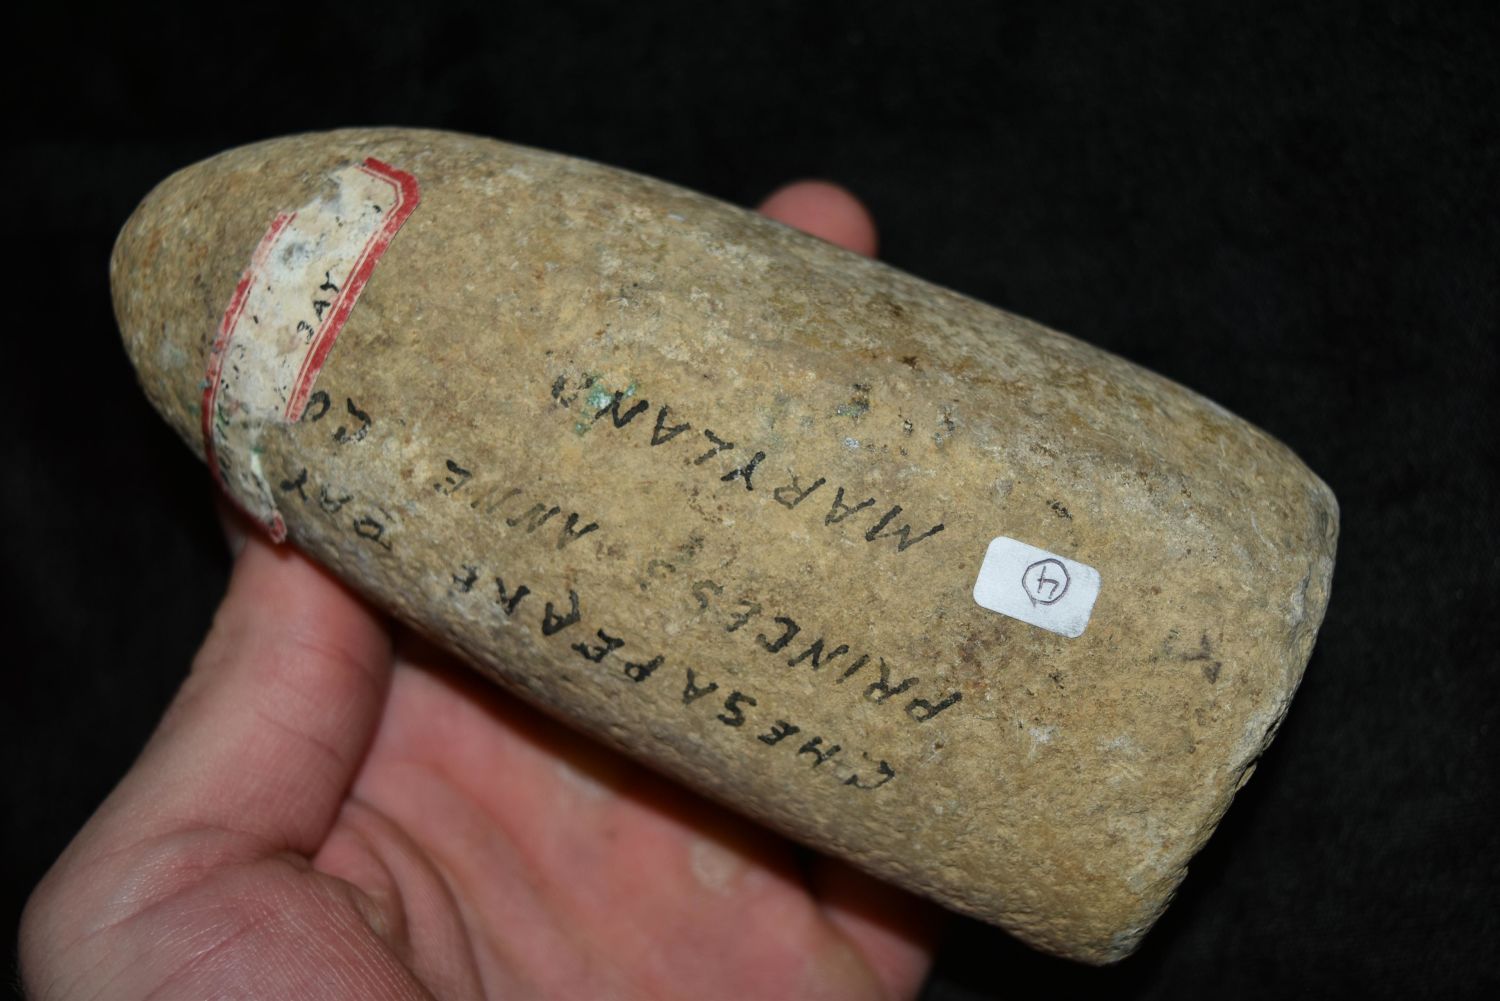 CHESAPEAKE BAY CO
PRINCESS ANNE
MARYLAND
BAY
4